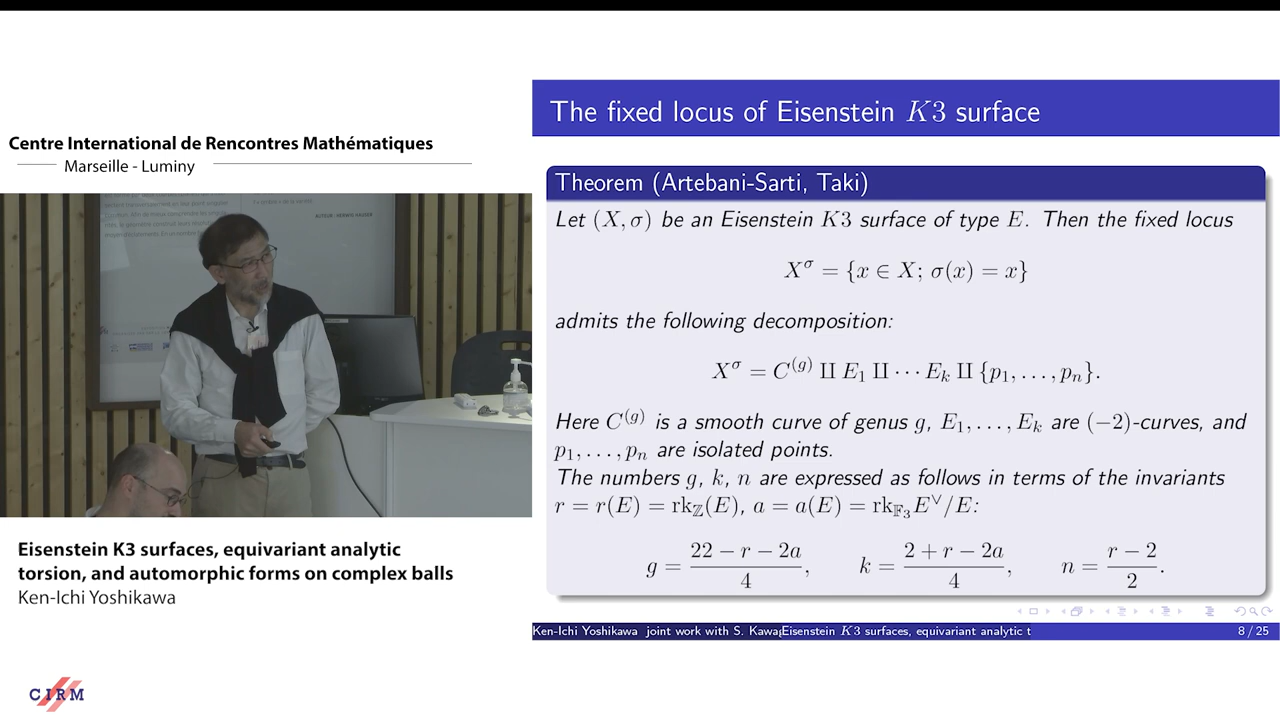 Centre International de Rencontres Mathématiques
Marseille - Luminy
AUTEUR : HERWIG HAUSER
Eisenstein K3 surfaces, equivariant analytic
torsion, and automorphic forms on complex balls
Ken-Ichi Yoshikawa
CIRM
The fixed locus of Eisenstein K3 surface
Theorem (Artebani-Sarti, Taki)
Let (X, σ) be an Eisenstein K3 surface of type E. Then the fixed locus
X^σ = {x ∈ X; σ(x) = x}
admits the following decomposition:
X^σ = C^(g) ⨿ E_1 ⨿ ⋯ E_k ⨿ {p_1, …, p_n}.
Here C^(g) is a smooth curve of genus g, E_1, …, E_k are (−2)-curves, and
p_1, …, p_n are isolated points.
The numbers g, k, n are expressed as follows in terms of the invariants
r = r(E) = rk_ℤ(E), a = a(E) = rk_𝔽_3 E^∨/E:
g = (22 − r − 2a)/4, k = (2 + r − 2a)/4, n = (r − 2)/2.
Ken-Ichi Yoshikawa joint work with S. Kawa Eisenstein K3 surfaces, equivariant analytic t 8 / 25